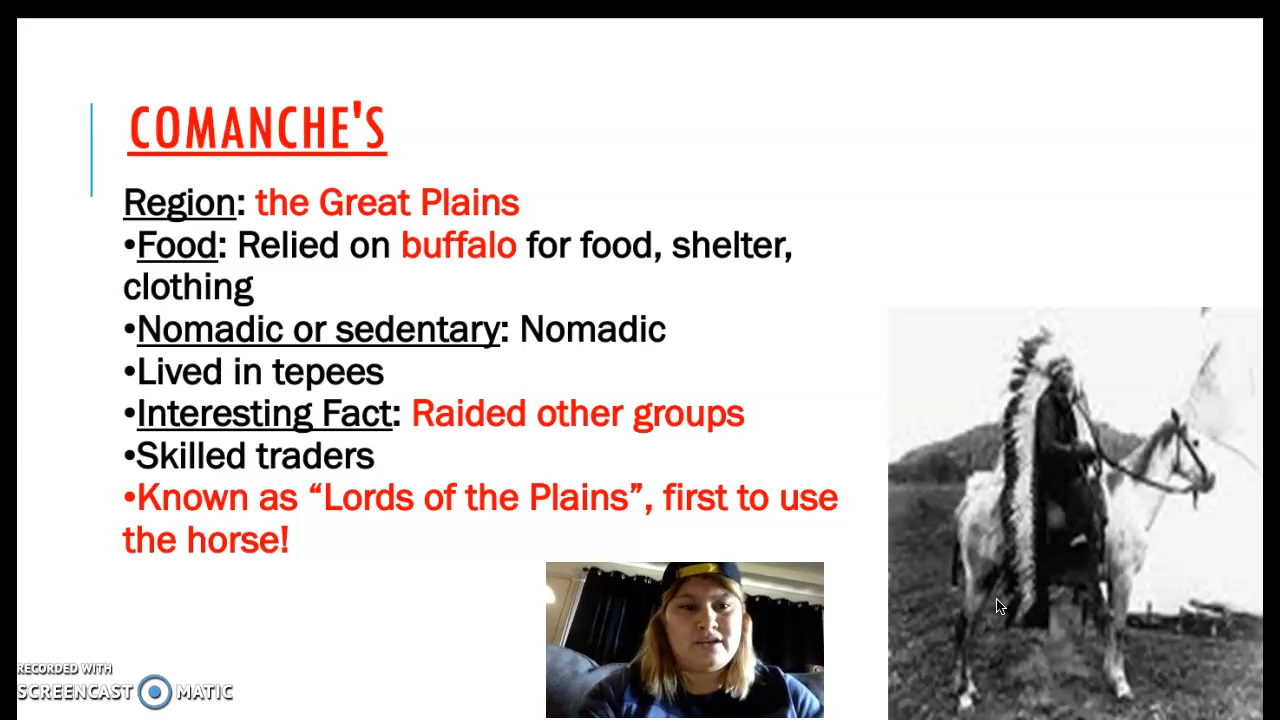 COMANCHE'S
Region: the Great Plains
•Food: Relied on buffalo for food, shelter,
clothing
•Nomadic or sedentary: Nomadic
•Lived in tepees
•Interesting Fact: Raided other groups
•Skilled traders
•Known as “Lords of the Plains”, first to use
the horse!
RECORDED WITH
SCREENCAST MATIC